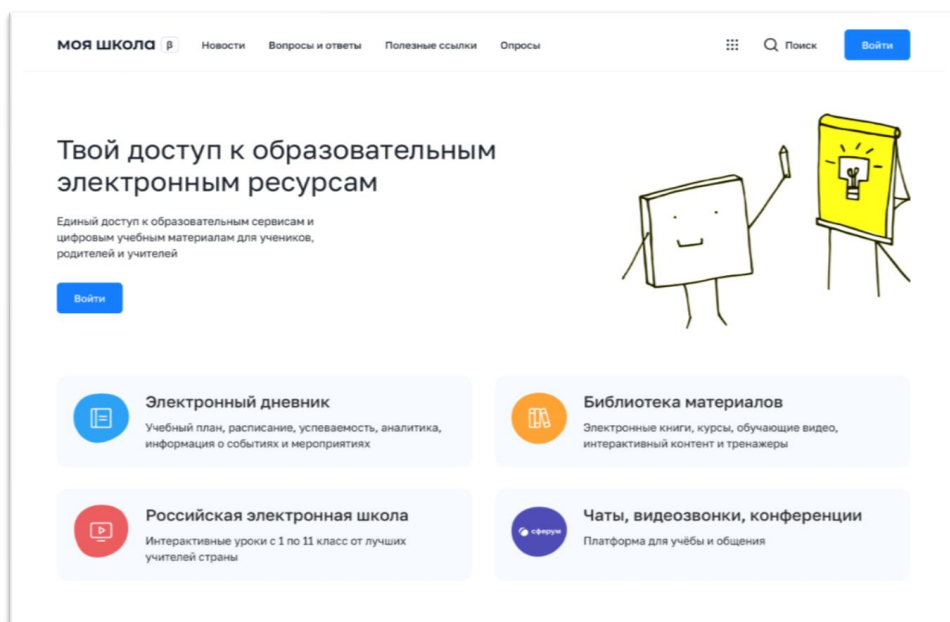 моя школа β Новости Вопросы и ответы Полезные ссылки Опросы Поиск Войти
Твой доступ к образовательным
электронным ресурсам
Единый доступ к образовательным сервисам и
цифровым учебным материалам для учеников,
родителей и учителей
Войти
Электронный дневник
Учебный план, расписание, успеваемость, аналитика,
информация о событиях и мероприятиях
Библиотека материалов
Электронные книги, курсы, обучающие видео,
интерактивный контент и тренажеры
Российская электронная школа
Интерактивные уроки с 1 по 11 класс от лучших
учителей страны
сферум
Чаты, видеозвонки, конференции
Платформа для учёбы и общения